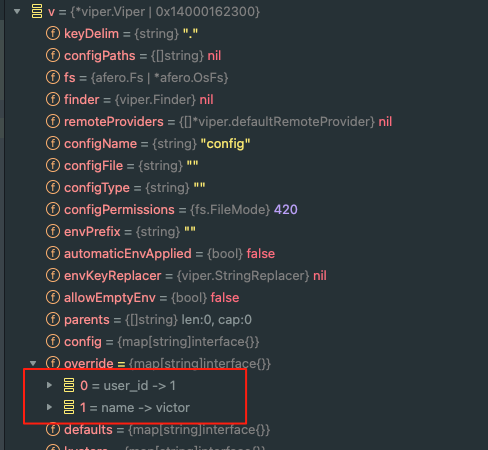 v = {*viper.Viper | 0x14000162300}
f keyDelim = {string} "."
f configPaths = {[]string} nil
f fs = {afero.Fs | *afero.OsFs}
f finder = {viper.Finder} nil
f remoteProviders = {[]*viper.defaultRemoteProvider} nil
f configName = {string} "config"
f configFile = {string} ""
f configType = {string} ""
f configPermissions = {fs.FileMode} 420
f envPrefix = {string} ""
f automaticEnvApplied = {bool} false
f envKeyReplacer = {viper.StringReplacer} nil
f allowEmptyEnv = {bool} false
f parents = {[]string} len:0, cap:0
f config = {map[string]interface{}}
f override = {map[string]interface{}}
0 = user_id -> 1
1 = name -> victor
f defaults = {map[string]interface{}}